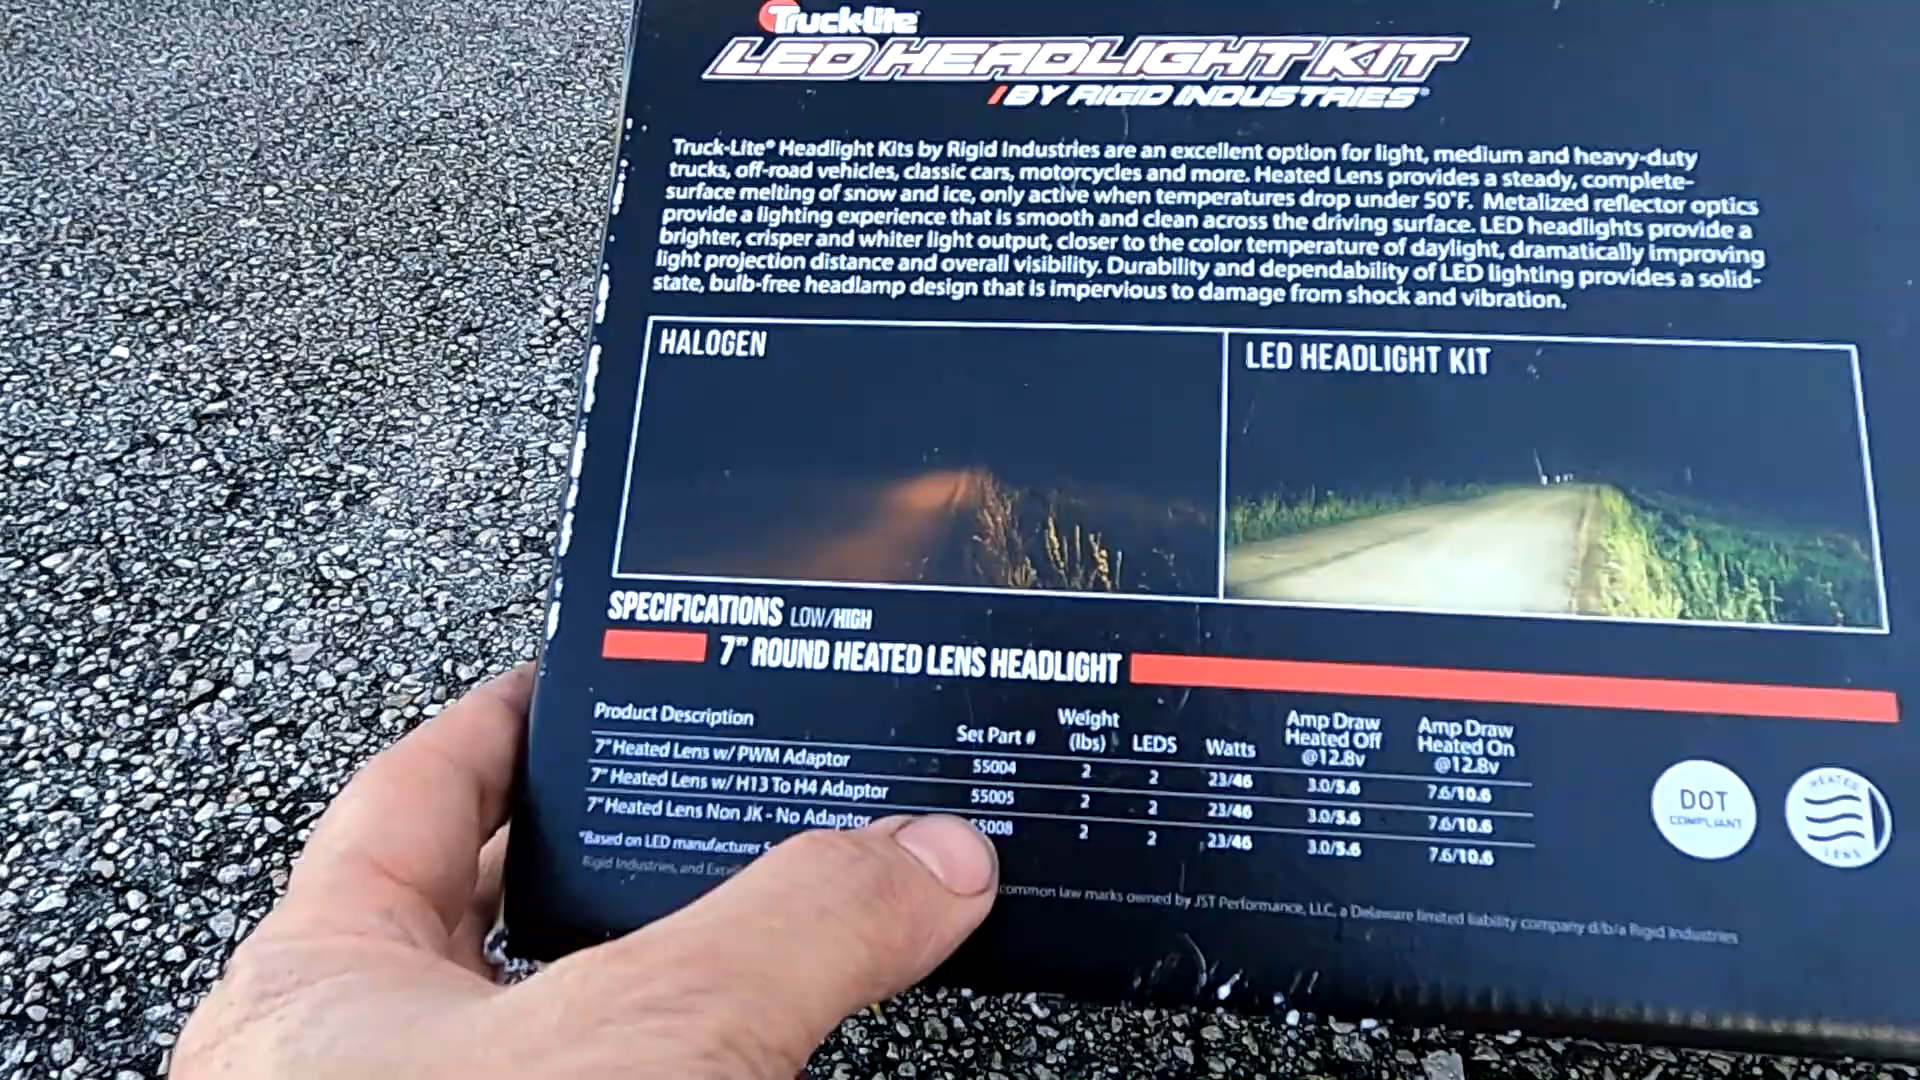 Truck-Lite
LED HEADLIGHT KIT
/BY RIGID INDUSTRIES®
Truck-Lite® Headlight Kits by Rigid Industries are an excellent option for light, medium and heavy-duty
trucks, off-road vehicles, classic cars, motorcycles and more. Heated Lens provides a steady, complete-
surface melting of snow and ice, only active when temperatures drop under 50°F. Metalized reflector optics
provide a lighting experience that is smooth and clean across the driving surface. LED headlights provide a
brighter, crisper and whiter light output, closer to the color temperature of daylight, dramatically improving
light projection distance and overall visibility. Durability and dependability of LED lighting provides a solid-
state, bulb-free headlamp design that is impervious to damage from shock and vibration.
HALOGEN
LED HEADLIGHT KIT
SPECIFICATIONS LOW/HIGH
7" ROUND HEATED LENS HEADLIGHT
Product Description Set Part # Weight (lbs) LEDS Watts Amp Draw Heated Off @12.8v Amp Draw Heated On @12.8v
7" Heated Lens w/ PWM Adaptor 55004 2 2 23/46 3.0/5.6 7.6/10.6
7" Heated Lens w/ H13 To H4 Adaptor 55005 2 2 23/46 3.0/5.6 7.6/10.6
7" Heated Lens Non JK - No Adaptor 5008 2 2 23/46 3.0/5.6 7.6/10.6
*Based on LED manufacturer
Rigid Industries, and
common law marks owned by JST Performance, LLC, a Delaware limited liability company d/b/a Rigid Industries
DOT
COMPLIANT
HEATED
LENS